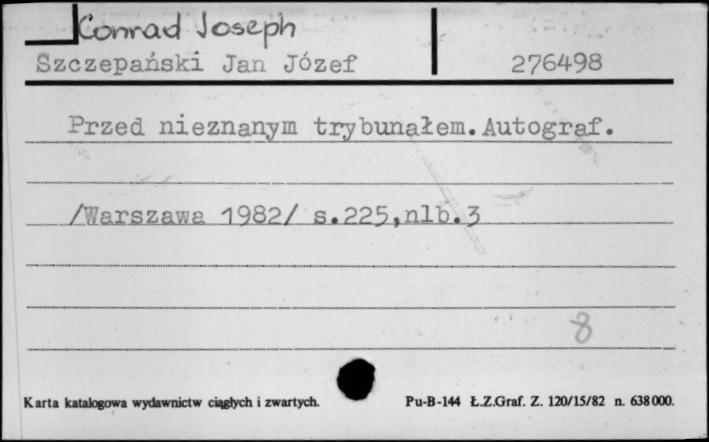 Conrad Joseph
Szczepański Jan Józef 276498
Przed nieznanym trybunałem. Autograf.
/Warszawa 1982/ s.225,nlb.3
8
Karta katalogowa wydawnictw ciągłych i zwartych. Pu-B-144 Ł.Z.Graf. Z. 120/15/82 n. 638000.